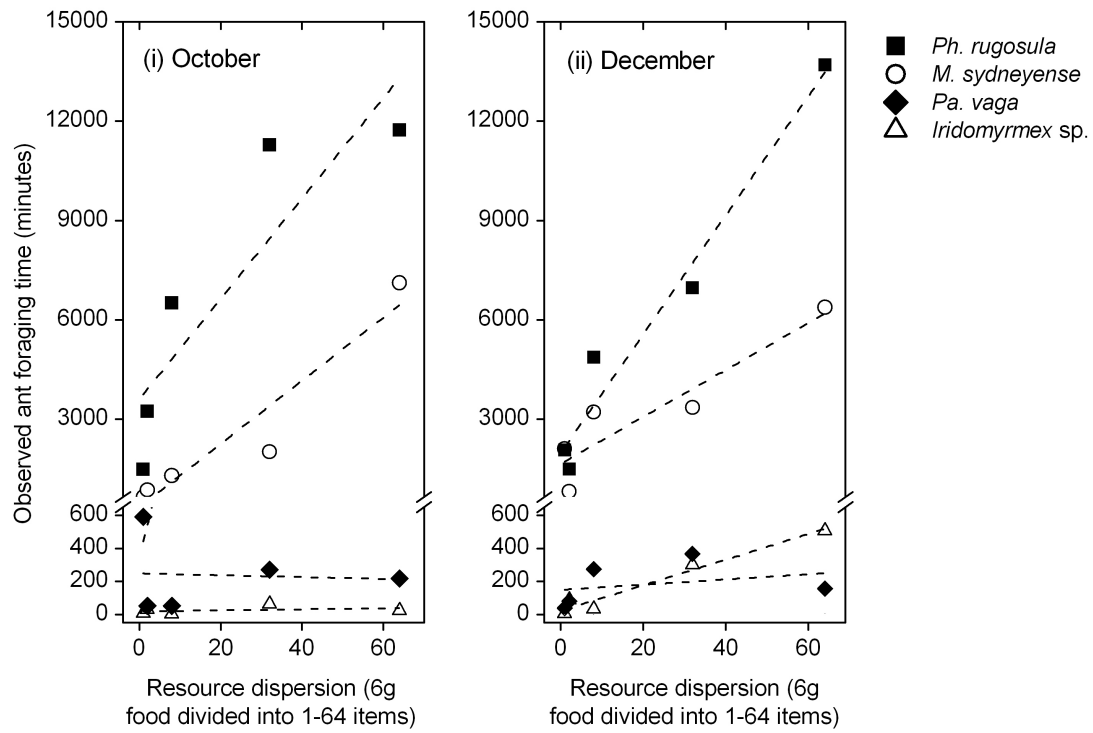 15000
12000
9000
6000
3000
600
400
200
0
Observed ant foraging time (minutes)
(i) October
0 20 40 60
Resource dispersion (6g
food divided into 1-64 items)
15000
12000
9000
6000
3000
600
400
200
0
(ii) December
0 20 40 60
Resource dispersion (6g
food divided into 1-64 items)
Ph. rugosula
M. sydneyense
Pa. vaga
Iridomyrmex sp.